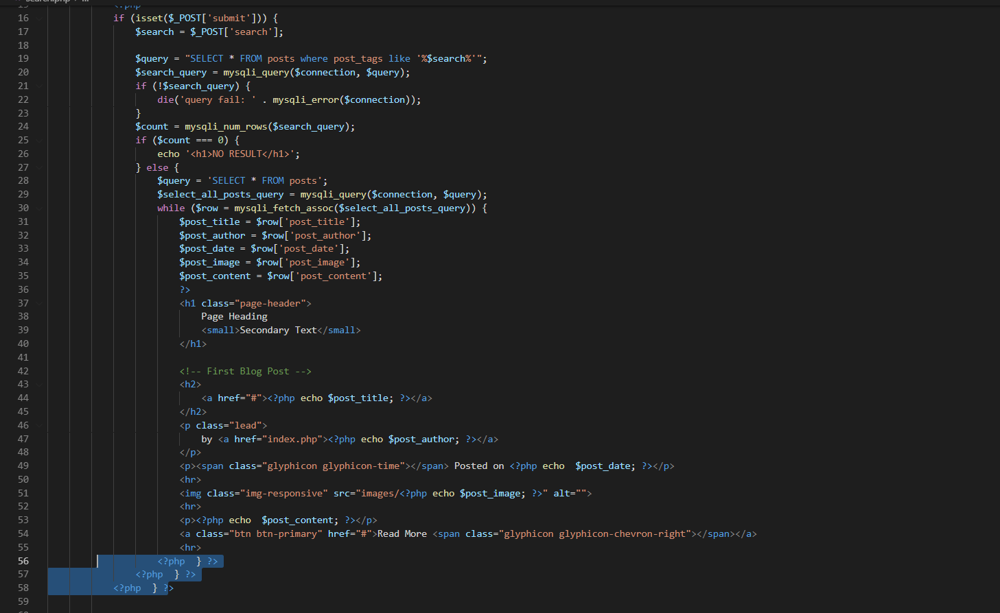 search.php > ...
15 <?php
16 if (isset($_POST['submit'])) {
17 $search = $_POST['search'];
18
19 $query = "SELECT * FROM posts where post_tags like '%$search%'";
20 $search_query = mysqli_query($connection, $query);
21 if (!$search_query) {
22 die('query fail: ' . mysqli_error($connection));
23 }
24 $count = mysqli_num_rows($search_query);
25 if ($count === 0) {
26 echo '<h1>NO RESULT</h1>';
27 } else {
28 $query = 'SELECT * FROM posts';
29 $select_all_posts_query = mysqli_query($connection, $query);
30 while ($row = mysqli_fetch_assoc($select_all_posts_query)) {
31 $post_title = $row['post_title'];
32 $post_author = $row['post_author'];
33 $post_date = $row['post_date'];
34 $post_image = $row['post_image'];
35 $post_content = $row['post_content'];
36 ?>
37 <h1 class="page-header">
38 Page Heading
39 <small>Secondary Text</small>
40 </h1>
41
42 <!-- First Blog Post -->
43 <h2>
44 <a href="#"><?php echo $post_title; ?></a>
45 </h2>
46 <p class="lead">
47 by <a href="index.php"><?php echo $post_author; ?></a>
48 </p>
49 <p><span class="glyphicon glyphicon-time"></span> Posted on <?php echo  $post_date; ?></p>
50 <hr>
51 <img class="img-responsive" src="images/<?php echo $post_image; ?>" alt="">
52 <hr>
53 <p><?php echo  $post_content; ?></p>
54 <a class="btn btn-primary" href="#">Read More <span class="glyphicon glyphicon-chevron-right"></span></a>
55 <hr>
56 <?php  } ?>
57 <?php  } ?>
58 <?php  } ?>
59